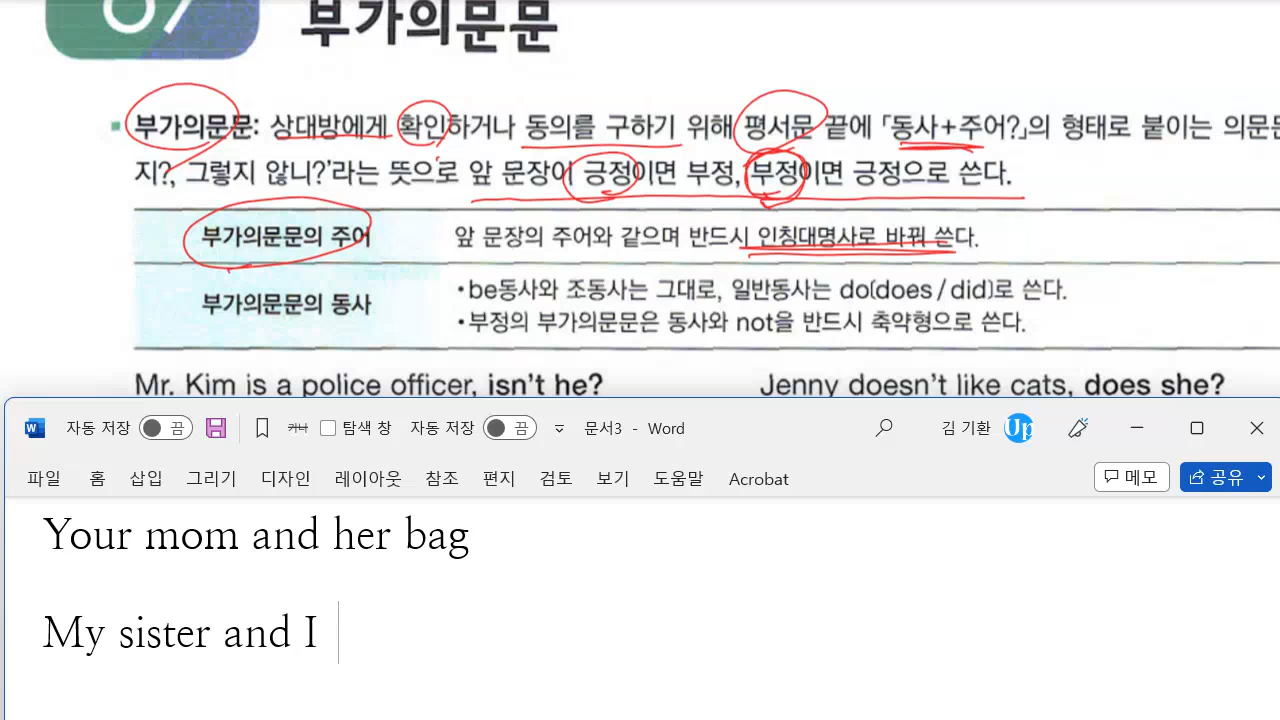 07 부가의문문
부가의문문: 상대방에게 확인하거나 동의를 구하기 위해 평서문 끝에 「동사+주어?」의 형태로 붙이는 의문문
지?, 그렇지 않니?'라는 뜻으로 앞 문장이 긍정이면 부정, 부정이면 긍정으로 쓴다.
부가의문문의 주어 앞 문장의 주어와 같으며 반드시 인칭대명사로 바꿔 쓴다.
부가의문문의 동사
•be동사와 조동사는 그대로, 일반동사는 do(does / did)로 쓴다.
•부정의 부가의문문은 동사와 not을 반드시 축약형으로 쓴다.
Mr. Kim is a police officer, isn't he? Jenny doesn't like cats, does she?
자동 저장 끔 가나 탐색 창 자동 저장 끔 문서3 - Word 김 기환 Up
파일 홈 삽입 그리기 디자인 레이아웃 참조 편지 검토 보기 도움말 Acrobat 메모 공유
Your mom and her bag
My sister and I